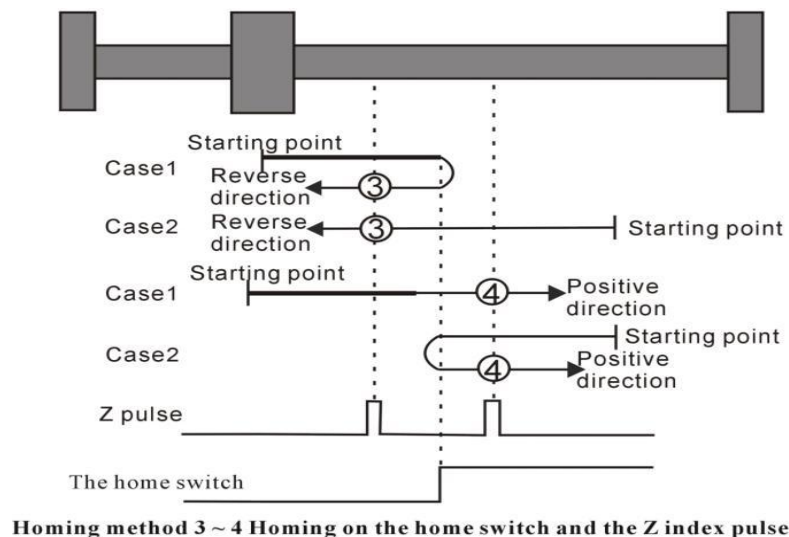 Starting point
Case1
Reverse
direction
3
Case2
Reverse
direction
3
Starting point
Starting point
Case1
4
Positive
direction
Starting point
Case2
4
Positive
direction
Z pulse
The home switch
Homing method 3 ~ 4 Homing on the home switch and the Z index pulse